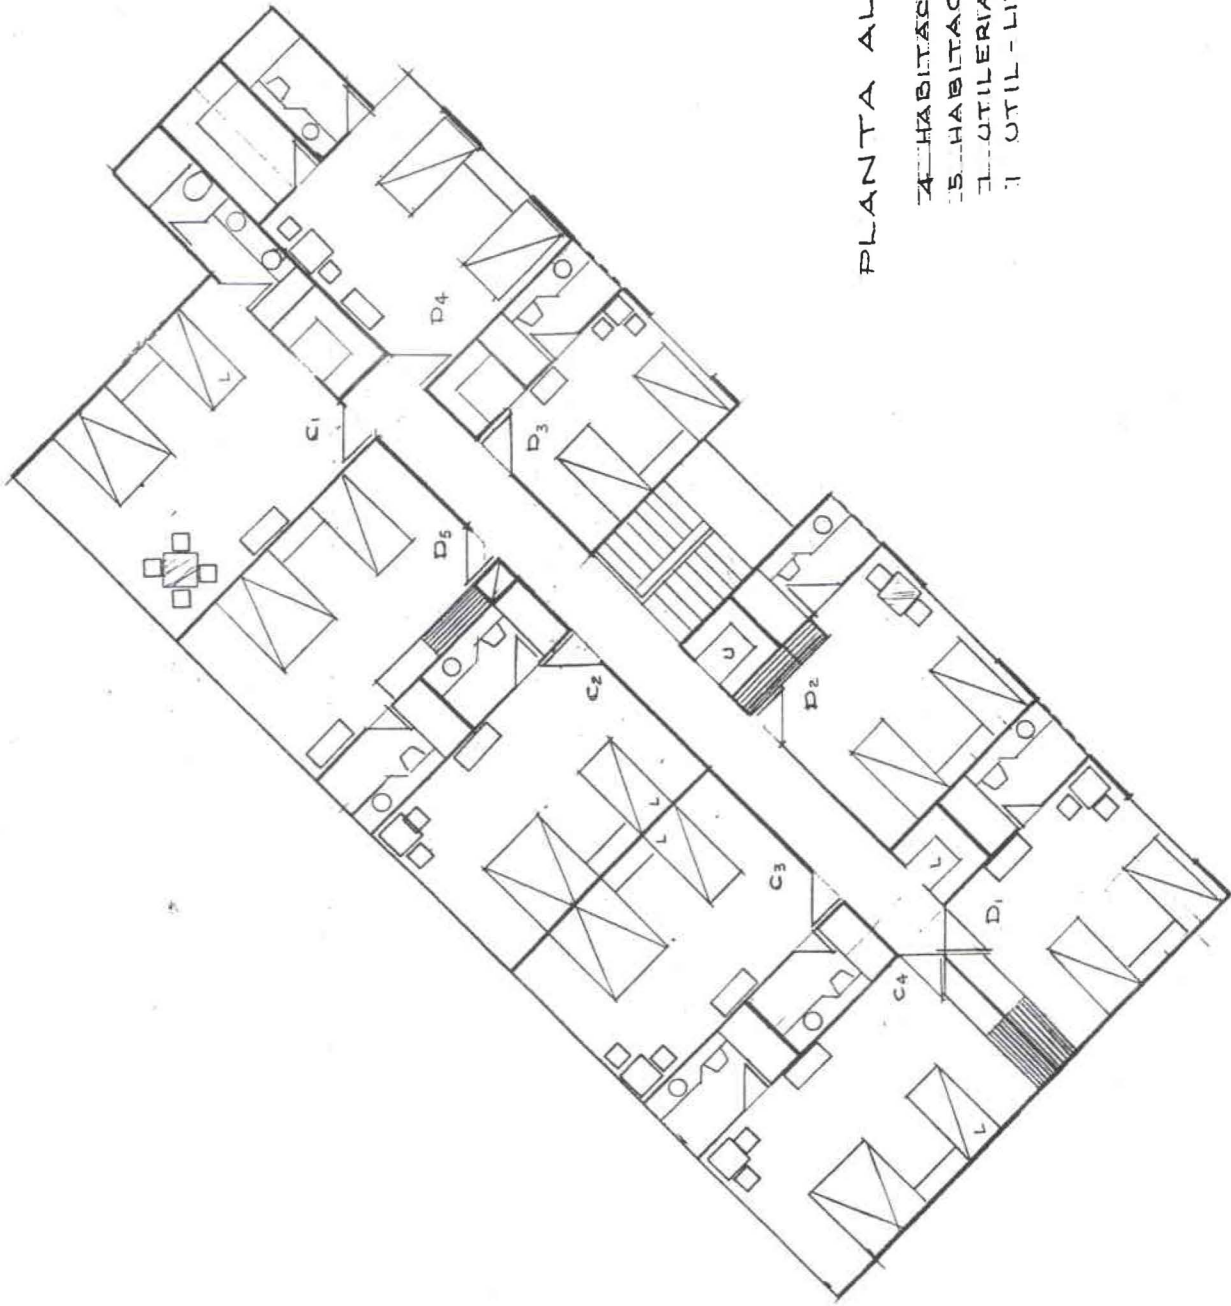 PLANTA AL
4 HABITAC
5 HABITAC
1 UTILERIA
1 UTIL - LI
D4
L
C1
D3
D5
U
C2
D2
L
L
C3
L
D1
C4
L